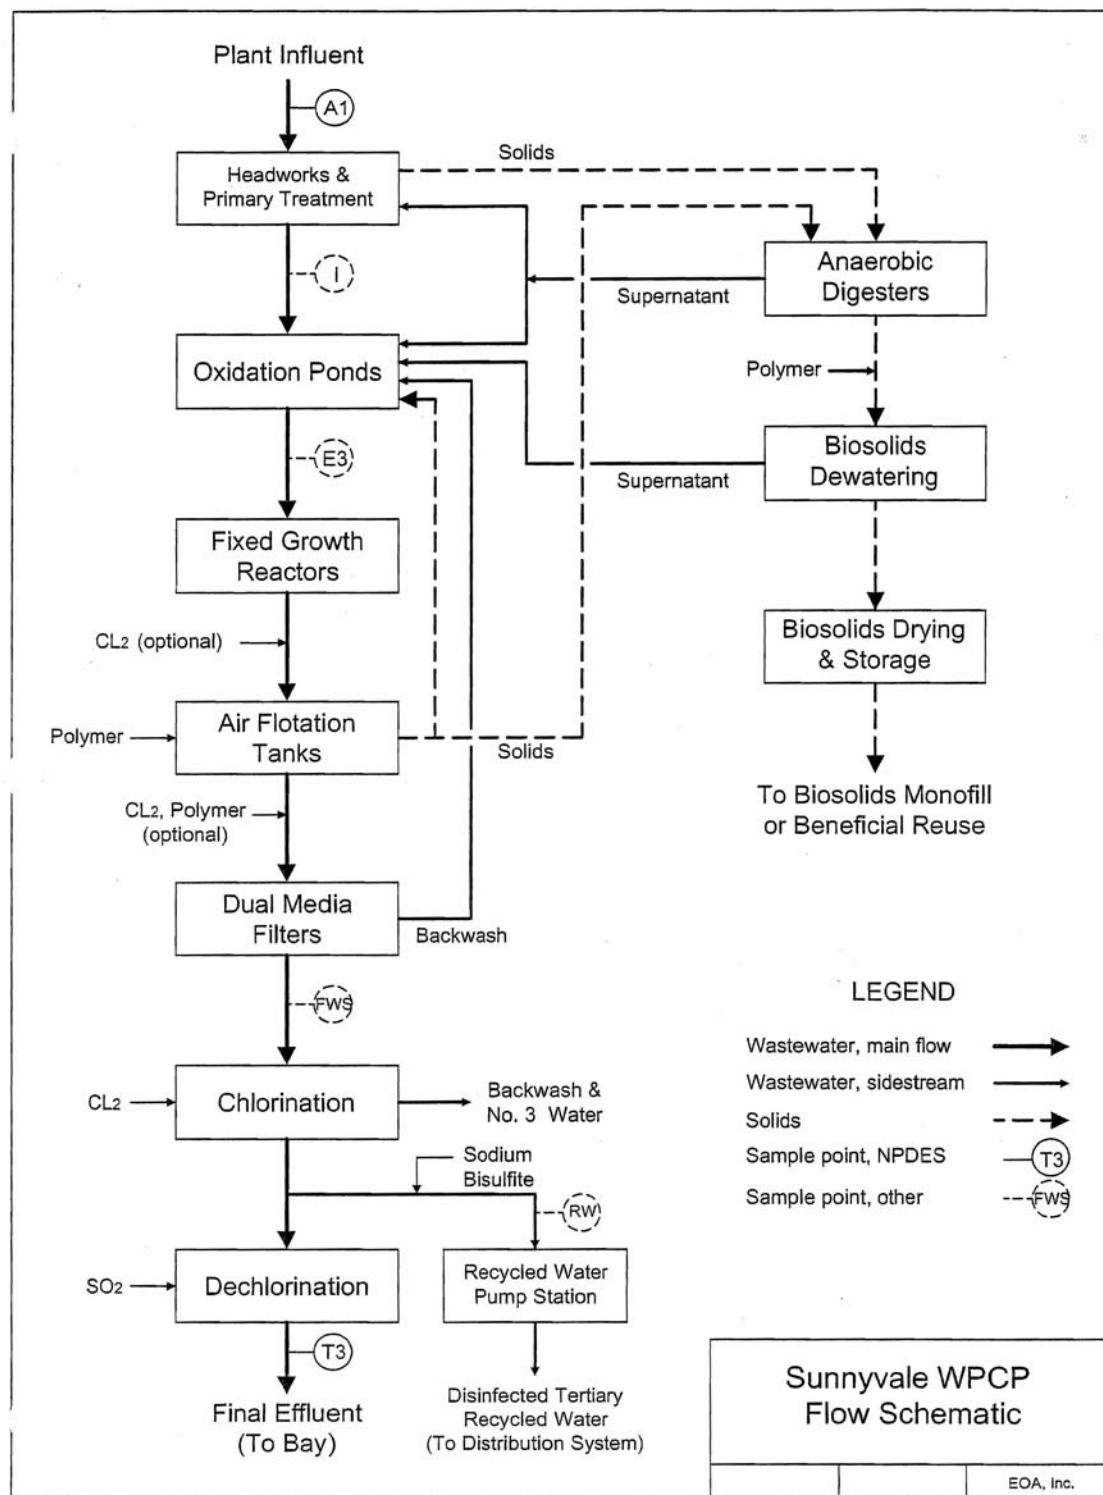 Plant Influent
A1
Headworks &
Primary Treatment
Solids
I
Anaerobic
Digesters
Supernatant
Oxidation Ponds
Polymer
E3
Biosolids
Dewatering
Supernatant
Fixed Growth
Reactors
CL2 (optional)
Biosolids Drying
& Storage
Polymer
Air Flotation
Tanks
Solids
CL2, Polymer
(optional)
To Biosolids Monofill
or Beneficial Reuse
Dual Media
Filters
Backwash
FWS
CL2
Chlorination
Backwash &
No. 3 Water
Sodium
Bisulfite
RW
SO2
Dechlorination
Recycled Water
Pump Station
T3
Final Effluent
(To Bay)
Disinfected Tertiary
Recycled Water
(To Distribution System)
LEGEND
Wastewater, main flow
Wastewater, sidestream
Solids
Sample point, NPDES
T3
Sample point, other
FWS
Sunnyvale WPCP
Flow Schematic
EOA, Inc.